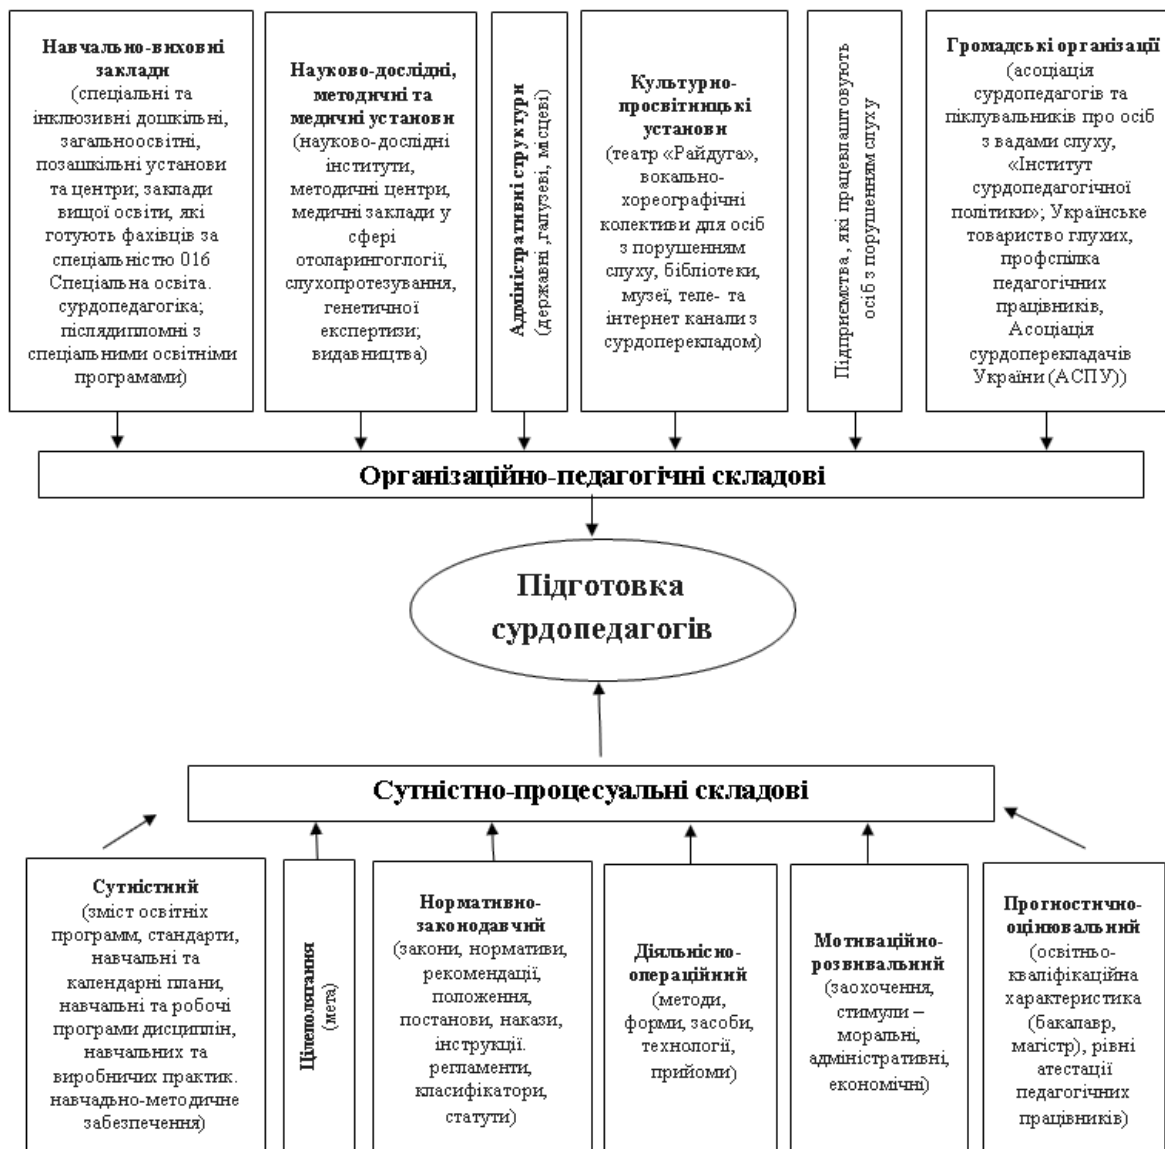 Навчально-виховні
заклади
(спеціальні та
інклюзивні дошкільні,
загальноосвітні,
позашкільні установи
та центри; заклади
вищої освіти, які
готують фахівців за
спеціальністю 016
Спеціальна освіта.
сурдопедагогіка;
післядипломні з
спеціальними освітніми
програмами)
Науково-дослідні,
методичні та
медичні установи
(науково-дослідні
інститути,
методичні центри,
медичні заклади у
сфері
отоларингоглогії,
слухопротезування,
генетичної
експертизи;
видавництва)
Адміністративні структури
(державні ,галузеві, місцеві)
Культурно-
просвітницькі
установи
(театр «Райдуга»,
вокально-
хореографічні
колективи для осіб
з порушенням
слуху, бібліотеки,
музеї, теле- та
інтернет канали з
сурдоперекладом)
Підприємства , які працевлаштовують
осіб з порушенням слуху
Громадські організації
(асоціація
сурдопедагогів та
піклувальників про осіб
з вадами слуху,
«Інститут
сурдопедагогічної
політики»; Українське
товариство глухих,
профспілка
педагогічних
працівників,
Асоціація
сурдоперекладачів
України (АСПУ))
Організаційно-педагогічні складові
Підготовка
сурдопедагогів
Сутністно-процесуальні складові
Сутністний
(зміст освітніх
программ, стандарти,
навчальні та
календарні плани,
навчальні та робочі
програми дисциплін,
навчальних та
виробничих практик.
навчадьно-методичне
забезпечення)
Цілеполягання
(мета)
Нормативно-
законодавчий
(закони, нормативи,
рекомендації,
положення,
постанови, накази,
інструкції.
регламенти,
класифікатори,
статути)
Діяльнісно-
операційний
(методи,
форми, засоби,
технології,
прийоми)
Мотиваційно-
розвивальний
(заохочення,
стимули –
моральні,
адміністративні,
економічні)
Прогностично-
оцінювальний
(освітньо-
кваліфікаційна
характеристика
(бакалавр,
магістр), рівні
атестації
педагогічних
працівників)